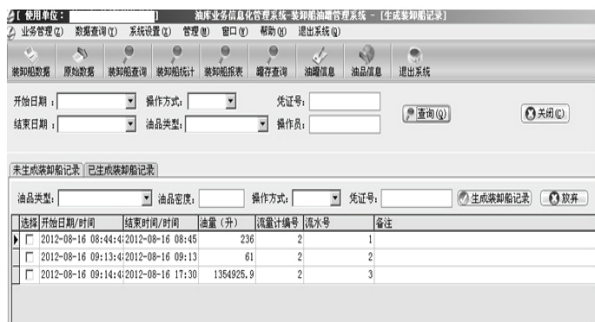 [ 使用单位: ] 油库业务信息化管理系统-装卸船油罐管理系统 - [生成装卸船记录]
业务管理(Z) 数据查询(Y) 系统设置(Z) 管理(M) 窗口(W) 帮助(H) 退出系统(Q)
装卸船数据 原始数据 装卸船查询 装卸船统计 装卸船报表 罐存查询 油罐信息 油品信息 退出系统
开始日期: 操作方式: 凭证号:
查询(Q) 关闭(C)
结束日期: 油品类型: 操作员:
未生成装卸船记录 已生成装卸船记录
油品类型: 油品密度: 操作方式: 凭证号: 生成装卸船记录 放弃
选择 开始日期/时间 结束时间/时间 油量(升) 流量计编号 流水号 备注
2012-08-16 08:44:4 2012-08-16 08:45 236 2 1
2012-08-16 09:13:4 2012-08-16 09:13 61 2 2
2012-08-16 09:14:4 2012-08-16 17:30 1354925.9 2 3